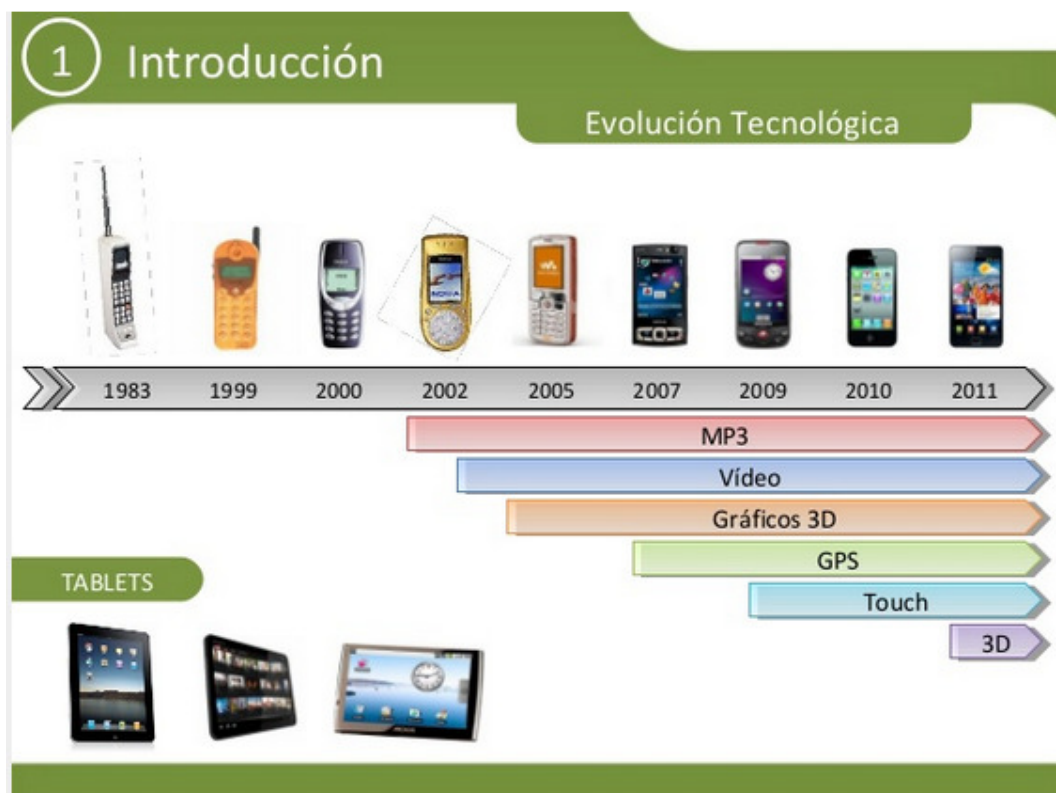 1 Introducción
Evolución Tecnológica
NOKIA
1983 1999 2000 2002 2005 2007 2009 2010 2011
MP3
Vídeo
Gráficos 3D
GPS
Touch
3D
TABLETS